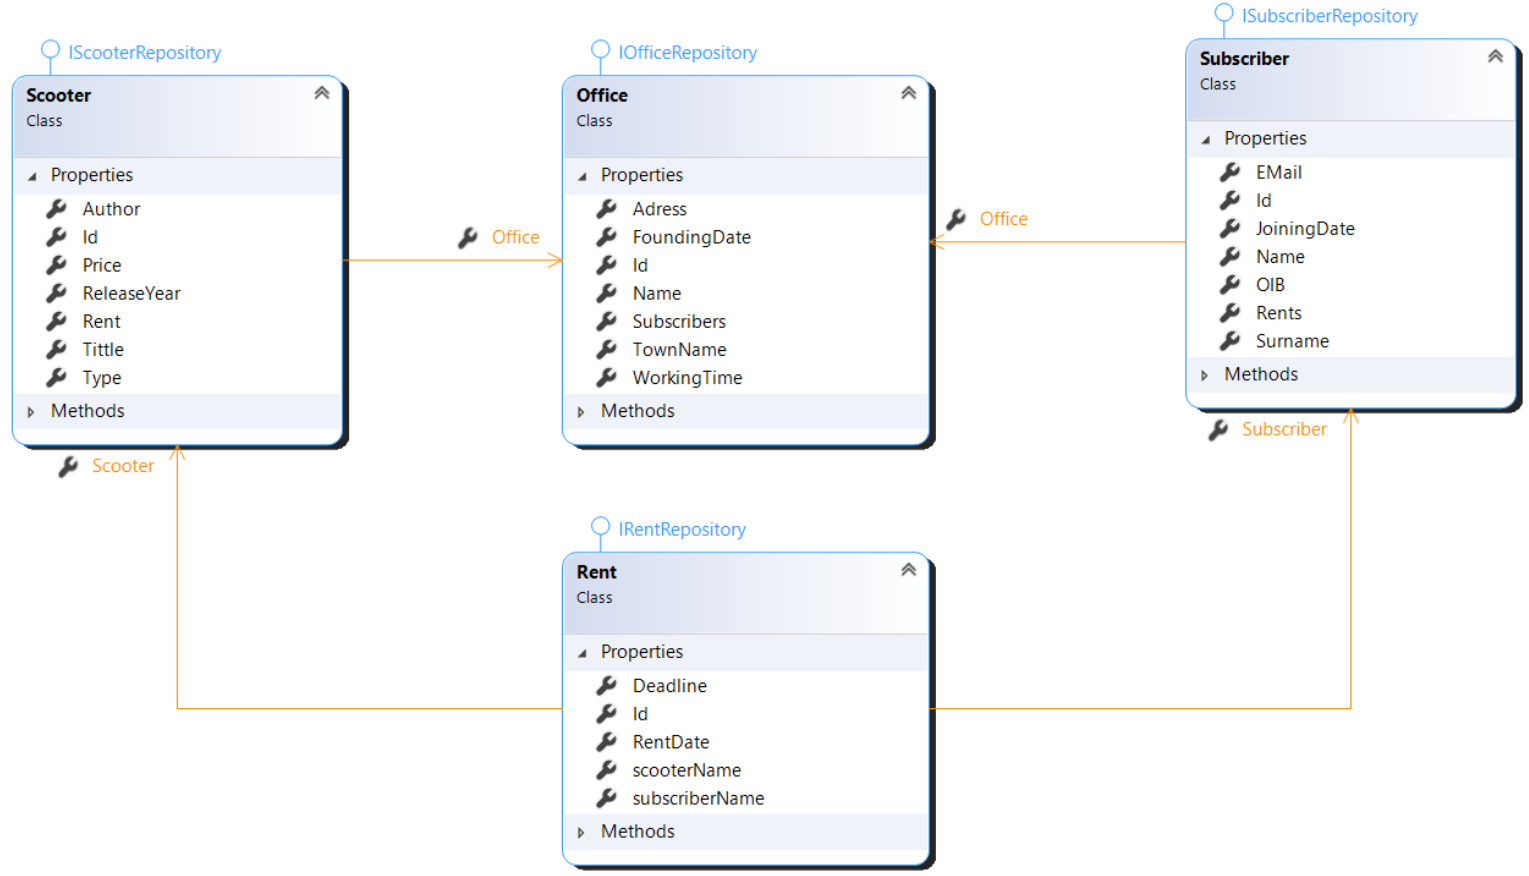 IScooterRepository
Scooter
Class
Properties
Author
Id
Price
ReleaseYear
Rent
Tittle
Type
Methods
Office
IOfficeRepository
Office
Class
Properties
Adress
FoundingDate
Id
Name
Subscribers
TownName
WorkingTime
Methods
Office
ISubscriberRepository
Subscriber
Class
Properties
EMail
Id
JoiningDate
Name
OIB
Rents
Surname
Methods
Scooter
Subscriber
IRentRepository
Rent
Class
Properties
Deadline
Id
RentDate
scooterName
subscriberName
Methods